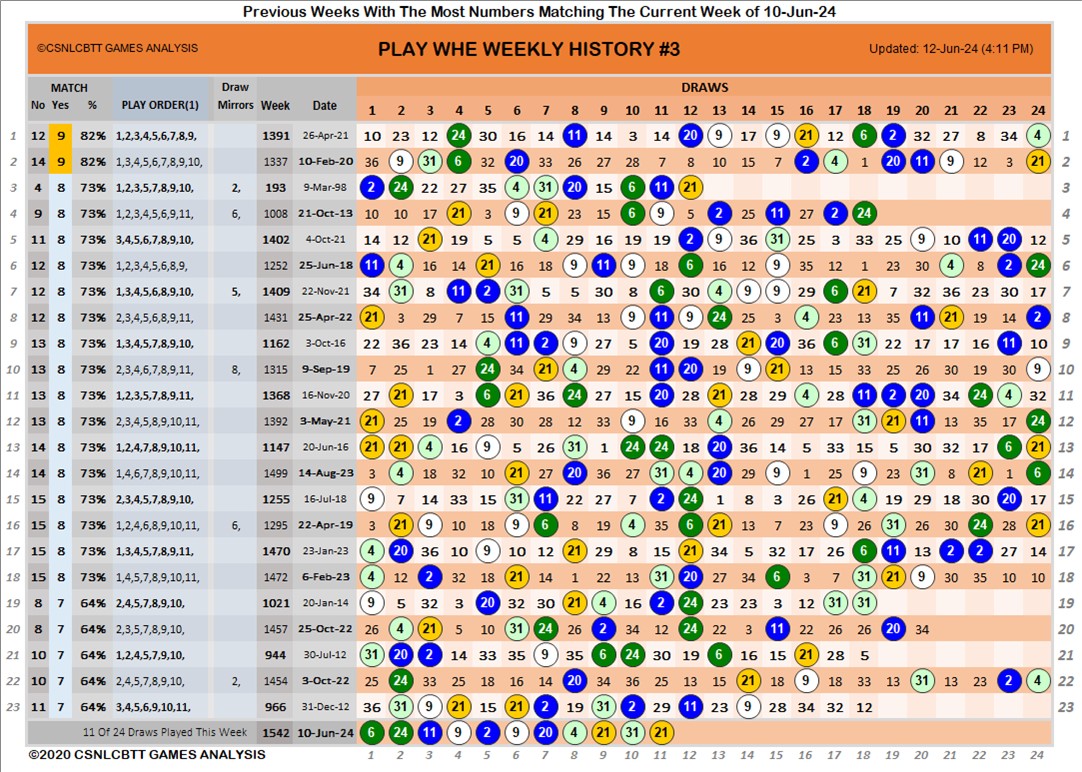 Previous Weeks With The Most Numbers Matching The Current Week of 10-Jun-24
©CSNLCBTT GAMES ANALYSIS PLAY WHE WEEKLY HISTORY #3 Updated: 12-Jun-24 (4:11 PM)
MATCH Draw DRAWS
No Yes % PLAY ORDER(1) Mirrors Week Date 1 2 3 4 5 6 7 8 9 10 11 12 13 14 15 16 17 18 19 20 21 22 23 24
1 12 9 82% 1,2,3,4,5,6,7,8,9, 1391 26-Apr-21 10 23 12 24 30 16 14 11 14 3 14 20 9 17 9 21 12 6 2 32 27 8 34 4 1
2 14 9 82% 1,3,4,5,6,7,8,9,10, 1337 10-Feb-20 36 9 31 6 32 20 33 26 27 28 7 8 10 15 7 2 4 1 20 11 9 12 3 21 2
3 4 8 73% 1,2,3,5,7,8,9,10, 2, 193 9-Mar-98 2 24 22 27 35 4 31 20 15 6 11 21 3
4 9 8 73% 1,2,3,4,5,6,9,11, 6, 1008 21-Oct-13 10 10 17 21 3 9 21 23 15 6 9 5 2 25 11 27 2 24 4
5 11 8 73% 3,4,5,6,7,8,9,10, 1402 4-Oct-21 14 12 21 19 5 5 4 29 16 19 19 2 9 36 31 25 3 33 25 9 10 11 20 12 5
6 12 8 73% 1,2,3,4,5,6,8,9, 1252 25-Jun-18 11 4 16 14 21 16 18 9 11 9 18 6 16 12 9 35 12 1 23 30 4 8 2 24 6
7 12 8 73% 1,3,4,5,6,8,9,10, 5, 1409 22-Nov-21 34 31 8 11 2 31 5 5 30 8 6 30 4 9 9 29 6 21 7 32 36 23 30 17 7
8 12 8 73% 2,3,4,5,6,8,9,11, 1431 25-Apr-22 21 3 29 7 15 11 29 34 13 9 11 9 24 25 3 4 23 35 20 11 21 19 14 2 8
9 13 8 73% 1,3,4,5,7,8,9,10, 1162 3-Oct-16 22 36 23 14 4 11 2 9 27 5 20 19 28 21 20 36 6 31 22 17 17 16 11 10 9
10 13 8 73% 2,3,4,6,7,8,9,11, 8, 1315 9-Sep-19 7 25 1 27 24 34 21 4 29 22 11 20 19 9 21 13 15 33 25 26 30 19 30 9 10
11 13 8 73% 1,2,3,5,7,8,9,11, 1368 16-Nov-20 27 21 17 3 6 21 36 24 27 15 20 28 21 28 29 4 28 11 2 20 34 24 4 32 11
12 13 8 73% 2,3,4,5,8,9,10,11, 1392 3-May-21 21 25 19 2 28 30 28 12 33 9 16 33 4 26 29 27 17 31 21 11 13 35 12 24 12
13 14 8 73% 1,2,4,7,8,9,10,11, 1147 20-Jun-16 21 21 4 16 9 5 26 31 1 24 24 18 20 36 14 5 33 15 5 30 32 17 6 21 13
14 14 8 73% 1,4,6,7,8,9,10,11, 1499 14-Aug-23 3 4 18 32 10 21 27 20 36 27 31 4 20 29 9 1 25 9 23 31 8 21 1 6 14
15 15 8 73% 2,3,4,5,7,8,9,10, 1255 16-Jul-18 9 7 14 33 15 31 11 22 27 7 2 24 1 8 3 26 21 4 19 29 18 30 20 17 15
16 15 8 73% 1,2,4,6,8,9,10,11, 6, 1295 22-Apr-19 3 21 9 10 18 9 6 8 19 4 35 6 21 13 7 23 9 26 31 26 30 24 28 21 16
17 15 8 73% 1,3,4,5,7,8,9,11, 1470 23-Jan-23 4 20 36 10 9 10 12 21 29 8 15 21 34 5 32 17 26 6 11 13 2 2 27 14 17
18 15 8 73% 1,4,5,7,8,9,10,11, 1472 6-Feb-23 4 12 2 32 18 21 14 1 22 13 31 20 27 34 6 3 7 31 21 9 30 35 10 10 18
19 8 7 64% 2,4,5,7,8,9,10, 1021 20-Jan-14 9 5 32 3 20 32 30 21 4 16 2 24 23 23 3 12 31 31 19
20 8 7 64% 2,3,5,7,8,9,10, 1457 25-Oct-22 26 4 21 5 10 31 24 26 2 34 12 24 22 3 11 22 26 26 20 34 20
21 10 7 64% 1,2,4,5,7,9,10, 944 30-Jul-12 31 20 2 14 33 35 9 35 6 24 30 19 6 16 15 21 28 5 21
22 10 7 64% 2,4,5,7,8,9,10, 2, 1454 3-Oct-22 25 24 33 25 18 16 14 20 34 36 25 13 15 21 18 9 18 33 13 31 13 23 2 4 22
23 11 7 64% 3,4,5,6,9,10,11, 966 31-Dec-12 36 31 9 21 15 21 2 19 31 2 29 11 23 9 28 34 32 12 23
11 Of 24 Draws Played This Week 1542 10-Jun-24 6 24 11 9 2 9 20 4 21 31 21
©2020 CSNLCBTT GAMES ANALYSIS 1 2 3 4 5 6 7 8 9 10 11 12 13 14 15 16 17 18 19 20 21 22 23 24